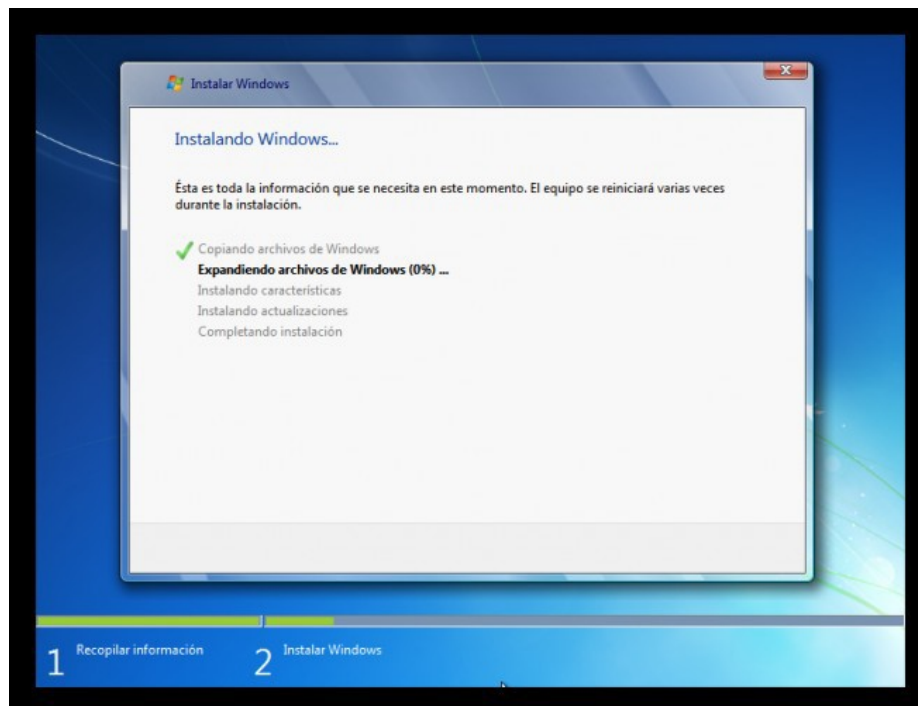 Instalar Windows
Instalando Windows...
Ésta es toda la información que se necesita en este momento. El equipo se reiniciará varias veces
durante la instalación.
Copiando archivos de Windows
Expandiendo archivos de Windows (0%) ...
Instalando características
Instalando actualizaciones
Completando instalación
1 Recopilar información 2 Instalar Windows